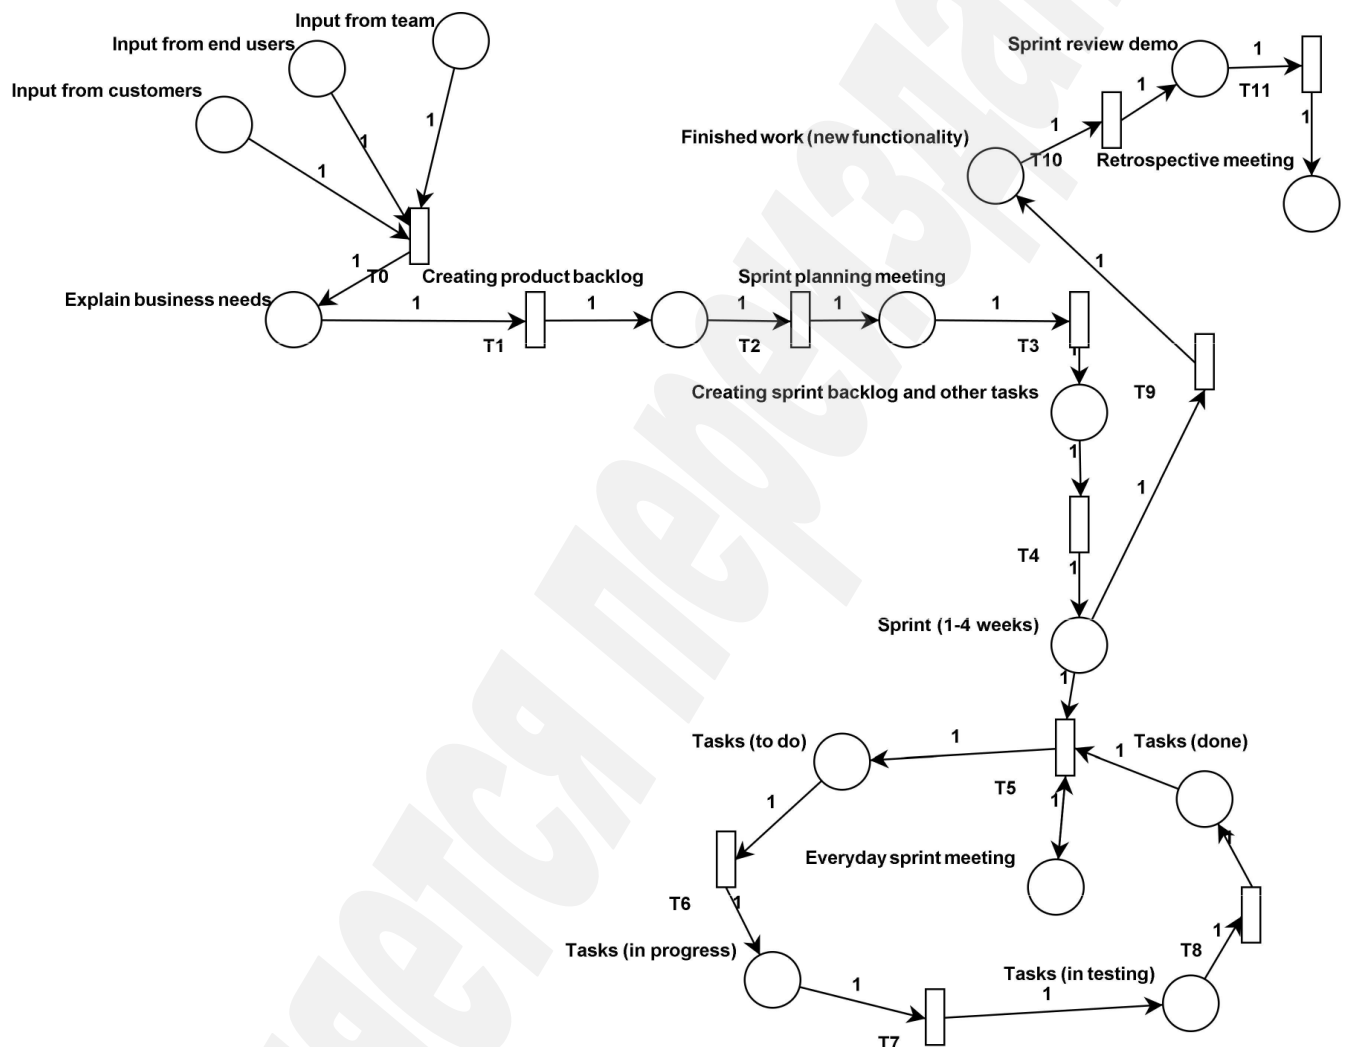 Input from team
Input from end users
Input from customers
1
1
1
1
T0
Explain business needs
1
T1
Creating product backlog
1
1
T2
Sprint planning meeting
1
1
T3
1
Creating sprint backlog and other tasks
1
T4
1
Sprint (1-4 weeks)
1
T9
1
Finished work (new functionality)
1
T10
1
Sprint review demo
1
T11
1
Retrospective meeting
1
T5
1
Everyday sprint meeting
1
Tasks (to do)
1
T6
1
Tasks (in progress)
1
T7
1
Tasks (in testing)
1
T8
1
Tasks (done)
1
яется переиздан